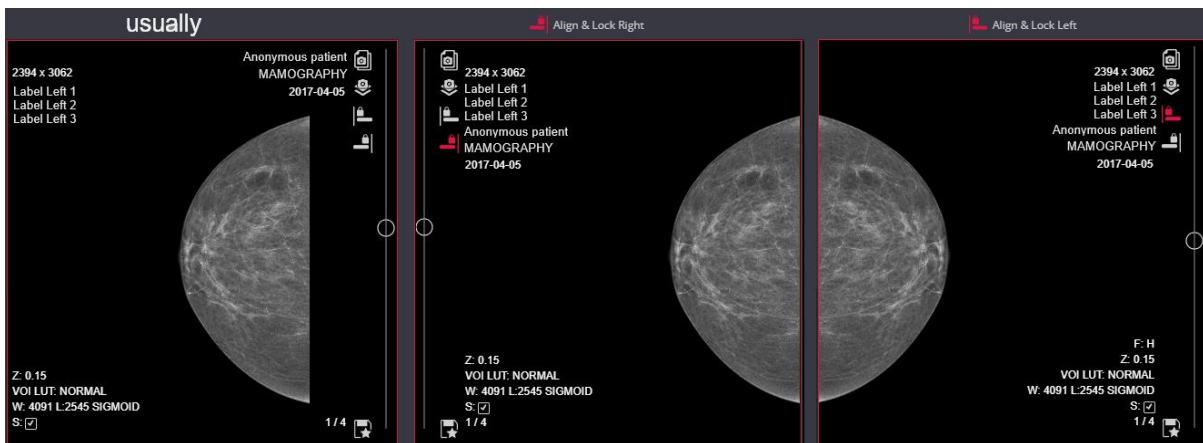 usually
Align & Lock Right
Align & Lock Left
Anonymous patient
2394 x 3062
MAMOGRAPHY
Label Left 1
2017-04-05
Label Left 2
Label Left 3
Z: 0.15
VOI LUT: NORMAL
W: 4091 L:2545 SIGMOID
S:
1 / 4
2394 x 3062
Label Left 1
Label Left 2
Label Left 3
Anonymous patient
MAMOGRAPHY
2017-04-05
Z: 0.15
VOI LUT: NORMAL
W: 4091 L:2545 SIGMOID
S:
1 / 4
2394 x 3062
Label Left 1
Label Left 2
Label Left 3
Anonymous patient
MAMOGRAPHY
2017-04-05
F: H
Z: 0.15
VOI LUT: NORMAL
W: 4091 L:2545 SIGMOID
S:
1 / 4